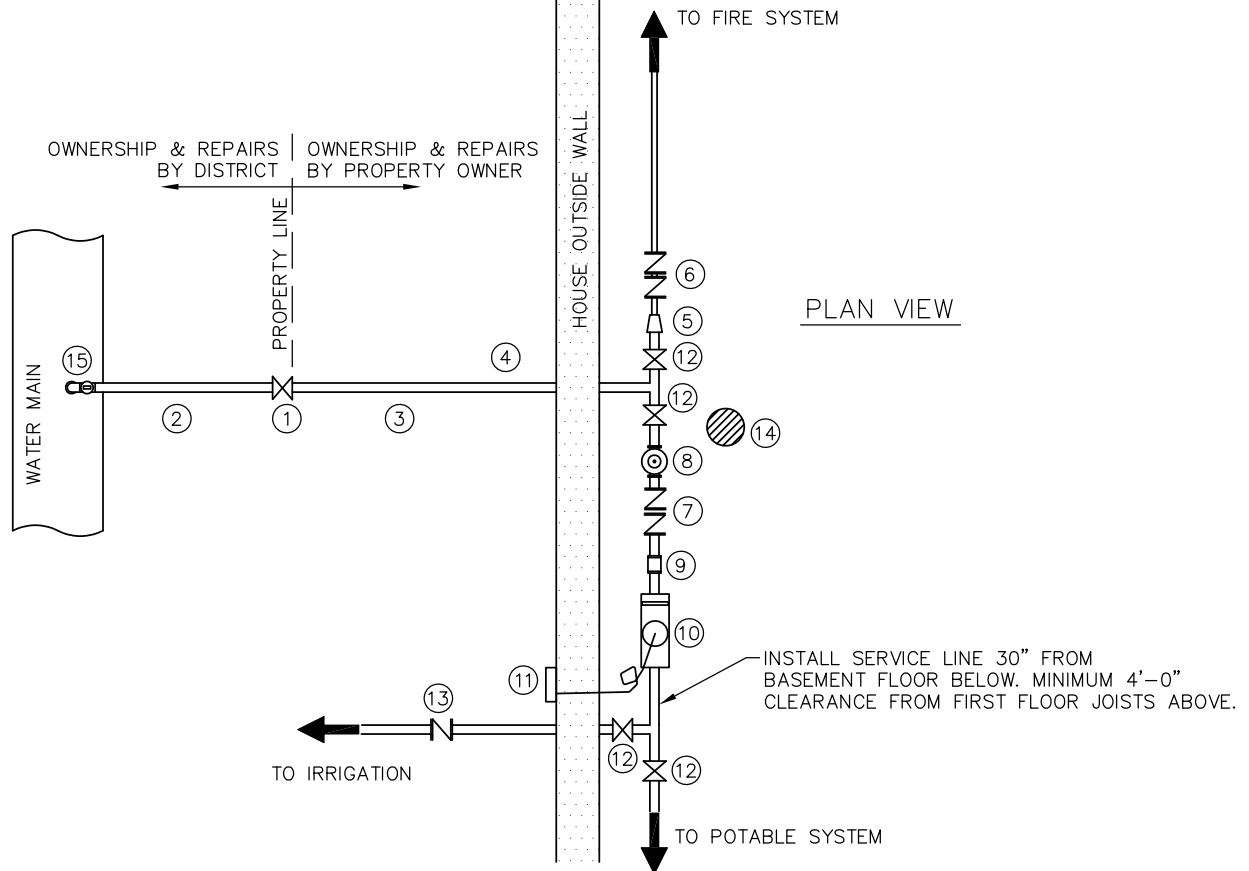 TO FIRE SYSTEM
OWNERSHIP & REPAIRS
BY DISTRICT
OWNERSHIP & REPAIRS
BY PROPERTY OWNER
PROPERTY LINE
HOUSE OUTSIDE WALL
WATER MAIN
PLAN VIEW
6
5
12
15
4
2
1
3
12
14
8
7
9
10
11
INSTALL SERVICE LINE 30” FROM
BASEMENT FLOOR BELOW. MINIMUM 4’-0”
CLEARANCE FROM FIRST FLOOR JOISTS ABOVE.
13
12
12
TO IRRIGATION
TO POTABLE SYSTEM